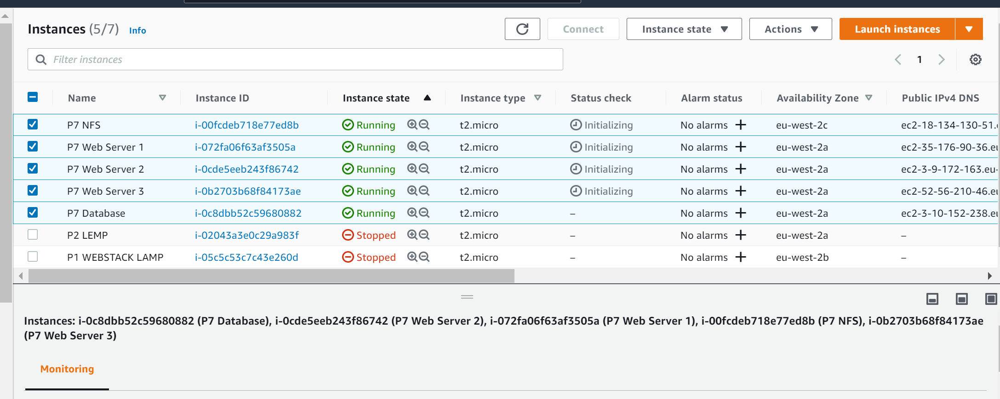 Instances (5/7) Info Connect Instance state Actions Launch instances
Filter instances 1
Name Instance ID Instance state Instance type Status check Alarm status Availability Zone Public IPv4 DNS
P7 NFS i-00fcdeb718e77ed8b Running t2.micro Initializing No alarms + eu-west-2c ec2-18-134-130-51.
P7 Web Server 1 i-072fa06f63af3505a Running t2.micro Initializing No alarms + eu-west-2a ec2-35-176-90-36.eu
P7 Web Server 2 i-0cde5eeb243f86742 Running t2.micro Initializing No alarms + eu-west-2a ec2-3-9-172-163.eu-
P7 Web Server 3 i-0b2703b68f84173ae Running t2.micro Initializing No alarms + eu-west-2a ec2-52-56-210-46.eu
P7 Database i-0c8dbb52c59680882 Running t2.micro – No alarms + eu-west-2a ec2-3-10-152-238.eu
P2 LEMP i-02043a3e0c29a983f Stopped t2.micro – No alarms + eu-west-2a –
P1 WEBSTACK LAMP i-05c5c53c7c43e260d Stopped t2.micro – No alarms + eu-west-2b –
Instances: i-0c8dbb52c59680882 (P7 Database), i-0cde5eeb243f86742 (P7 Web Server 2), i-072fa06f63af3505a (P7 Web Server 1), i-00fcdeb718e77ed8b (P7 NFS), i-0b2703b68f84173ae
(P7 Web Server 3)
Monitoring